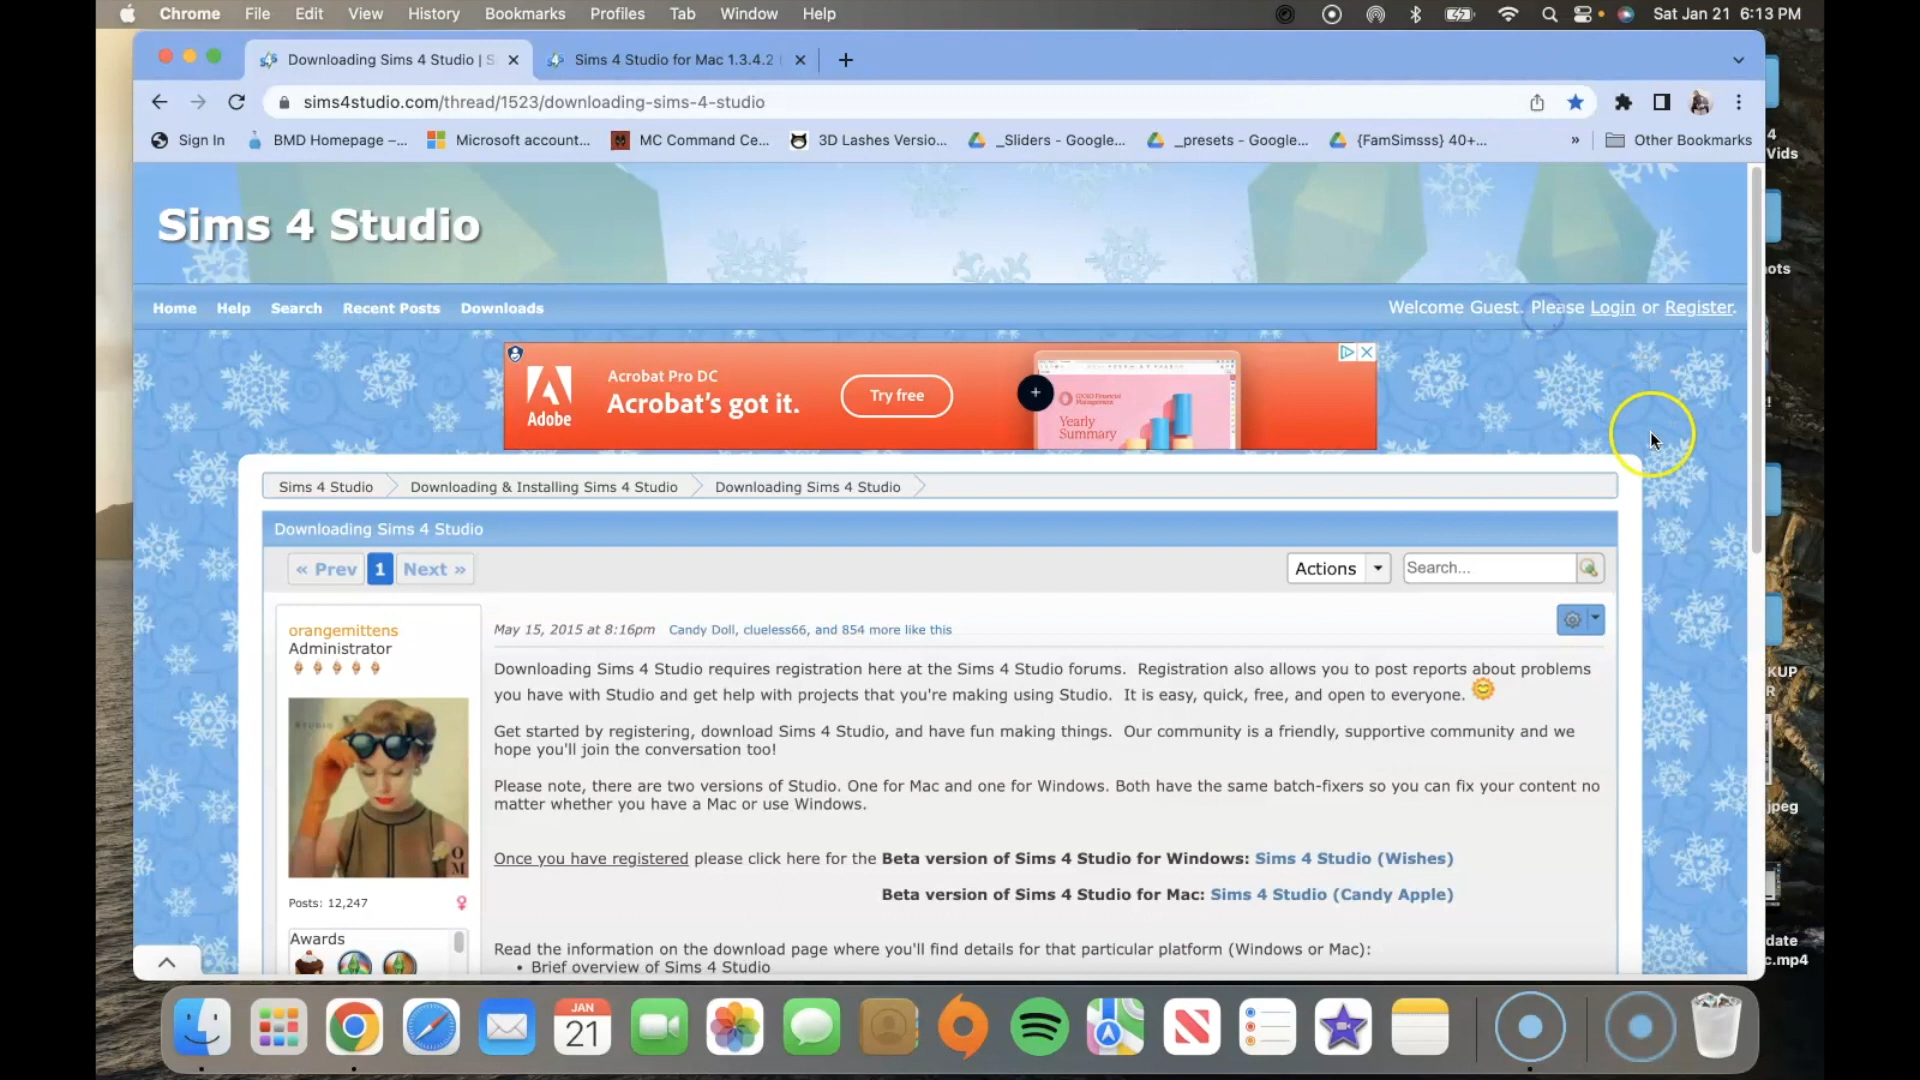 Chrome File Edit View History Bookmarks Profiles Tab Window Help Sat Jan 21 6:13 PM
Downloading Sims 4 Studio | S
Sims 4 Studio for Mac 1.3.4.2
sims4studio.com/thread/1523/downloading-sims-4-studio
Sign In BMD Homepage –... Microsoft account... MC Command Ce... 3D Lashes Versio... _Sliders - Google... _presets - Google... {FamSimsss} 40+... » Other Bookmarks
4
Vids
Sims 4 Studio
Home Help Search Recent Posts Downloads Welcome Guest. Please Login or Register.
Acrobat Pro DC
Acrobat's got it.
Adobe
Try free
Yearly
Summary
Sims 4 Studio Downloading & Installing Sims 4 Studio Downloading Sims 4 Studio
Downloading Sims 4 Studio
« Prev 1 Next » Actions Search...
orangemittens
Administrator
May 15, 2015 at 8:16pm Candy Doll, clueless66, and 854 more like this
Downloading Sims 4 Studio requires registration here at the Sims 4 Studio forums. Registration also allows you to post reports about problems
you have with Studio and get help with projects that you're making using Studio. It is easy, quick, free, and open to everyone.
Get started by registering, download Sims 4 Studio, and have fun making things. Our community is a friendly, supportive community and we
hope you'll join the conversation too!
Please note, there are two versions of Studio. One for Mac and one for Windows. Both have the same batch-fixers so you can fix your content no
matter whether you have a Mac or use Windows.
STUDIO
OM
Once you have registered please click here for the Beta version of Sims 4 Studio for Windows: Sims 4 Studio (Wishes)
Beta version of Sims 4 Studio for Mac: Sims 4 Studio (Candy Apple)
Posts: 12,247
Awards
Read the information on the download page where you'll find details for that particular platform (Windows or Mac):
• Brief overview of Sims 4 Studio
ots
!
KUP
R
jpeg
date
c.mp4
JAN
21